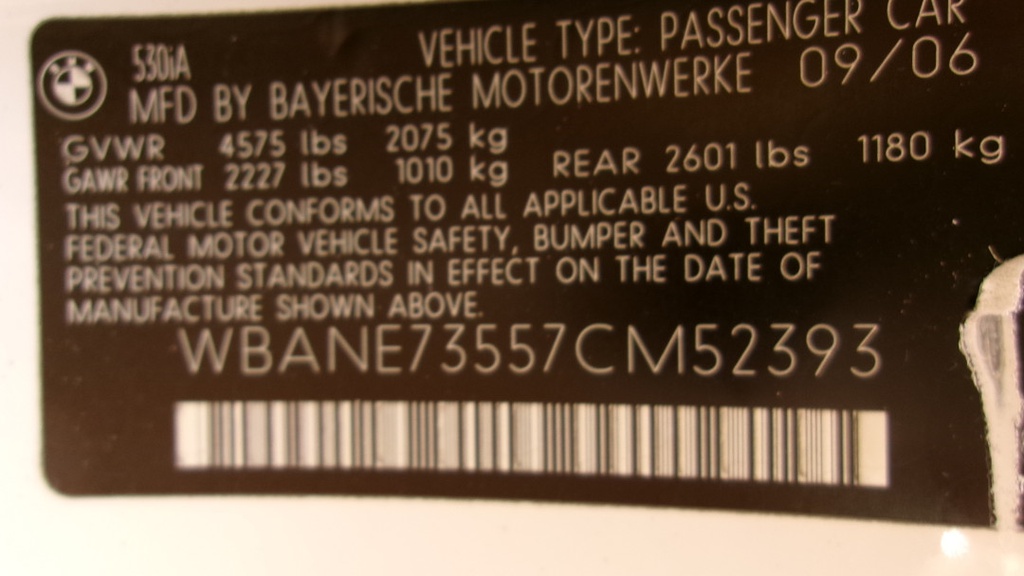 530iA VEHICLE TYPE: PASSENGER CAR
MFD BY BAYERISCHE MOTORENWERKE 09/06
GVWR 4575 lbs 2075 kg
GAWR FRONT 2227 lbs 1010 kg REAR 2601 lbs 1180 kg
THIS VEHICLE CONFORMS TO ALL APPLICABLE U.S.
FEDERAL MOTOR VEHICLE SAFETY, BUMPER AND THEFT
PREVENTION STANDARDS IN EFFECT ON THE DATE OF
MANUFACTURE SHOWN ABOVE.
WBANE73557CM52393